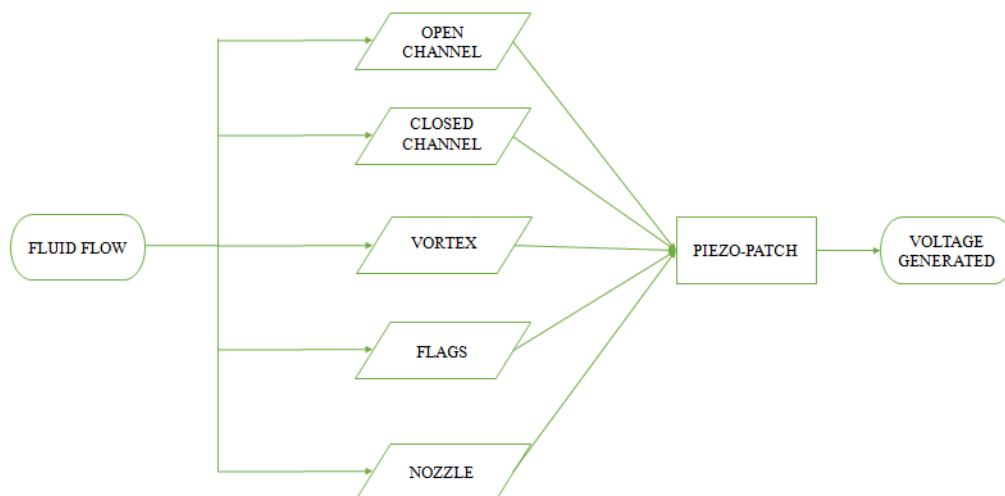 OPEN
CHANNEL
CLOSED
CHANNEL
FLUID FLOW
VORTEX
PIEZO-PATCH
VOLTAGE
GENERATED
FLAGS
NOZZLE